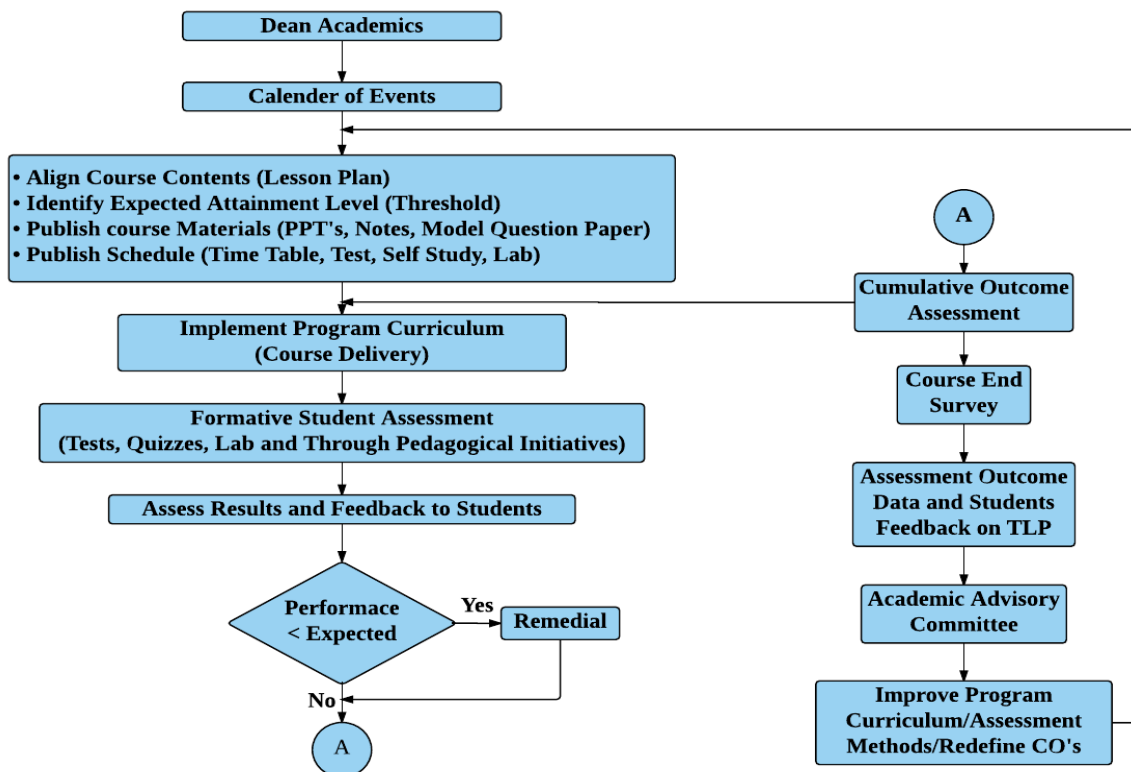 Dean Academics
Calender of Events
• Align Course Contents (Lesson Plan)
• Identify Expected Attainment Level (Threshold)
• Publish course Materials (PPT's, Notes, Model Question Paper)
• Publish Schedule (Time Table, Test, Self Study, Lab)
Implement Program Curriculum
(Course Delivery)
Formative Student Assessment
(Tests, Quizzes, Lab and Through Pedagogical Initiatives)
Assess Results and Feedback to Students
Performace
< Expected
Yes
Remedial
No
A
A
Cumulative Outcome
Assessment
Course End
Survey
Assessment Outcome
Data and Students
Feedback on TLP
Academic Advisory
Committee
Improve Program
Curriculum/Assessment
Methods/Redefine CO's